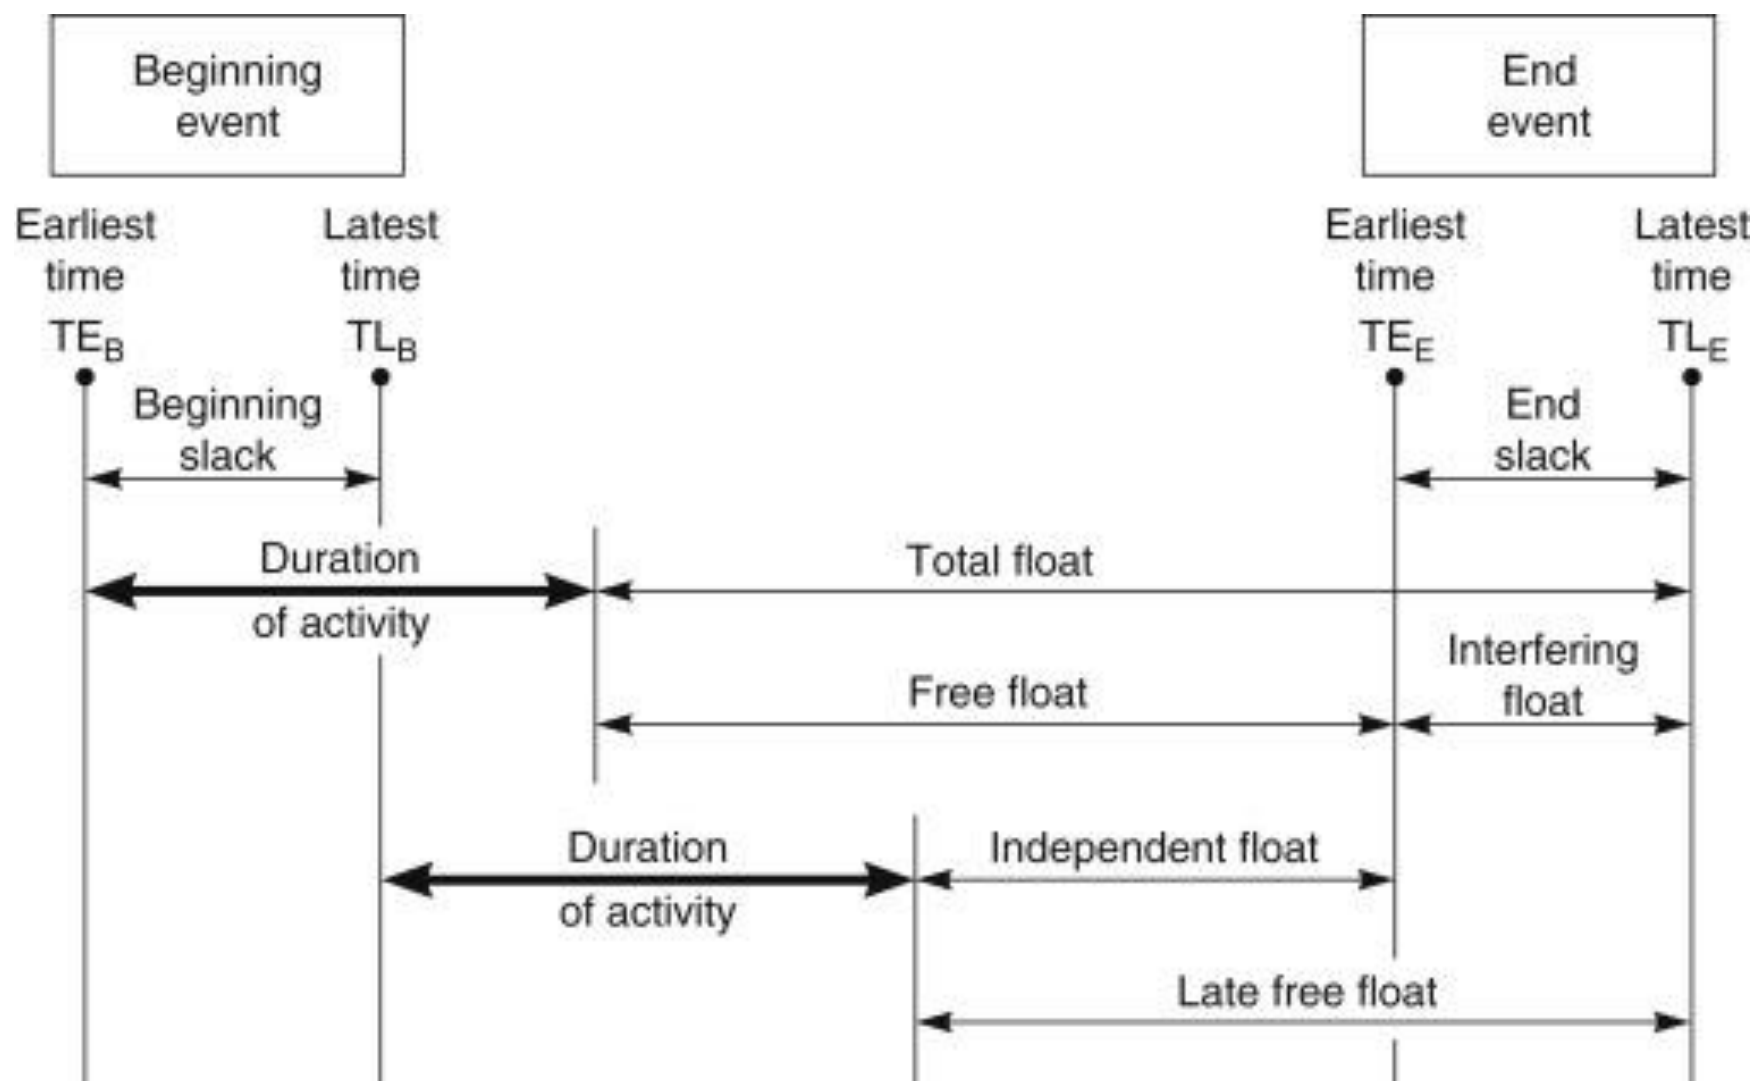 Beginning
event
End
event
Earliest
time
TE_B
Latest
time
TL_B
Earliest
time
TE_E
Latest
time
TL_E
Beginning
slack
End
slack
Duration
of activity
Total float
Free float
Interfering
float
Duration
of activity
Independent float
Late free float